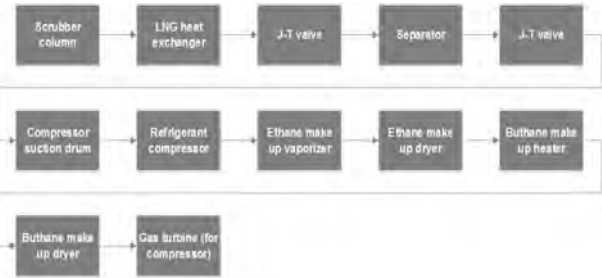 Scrubber
column
LNG heat
exchanger
J-T valve
Separator
J-T valve
Compressor
suction drum
Refrigerant
compressor
Ethane make
up vaporizer
Ethane make
up dryer
Buthane make
up heater
Buthane make
up dryer
Gas turbine (for
compressor)